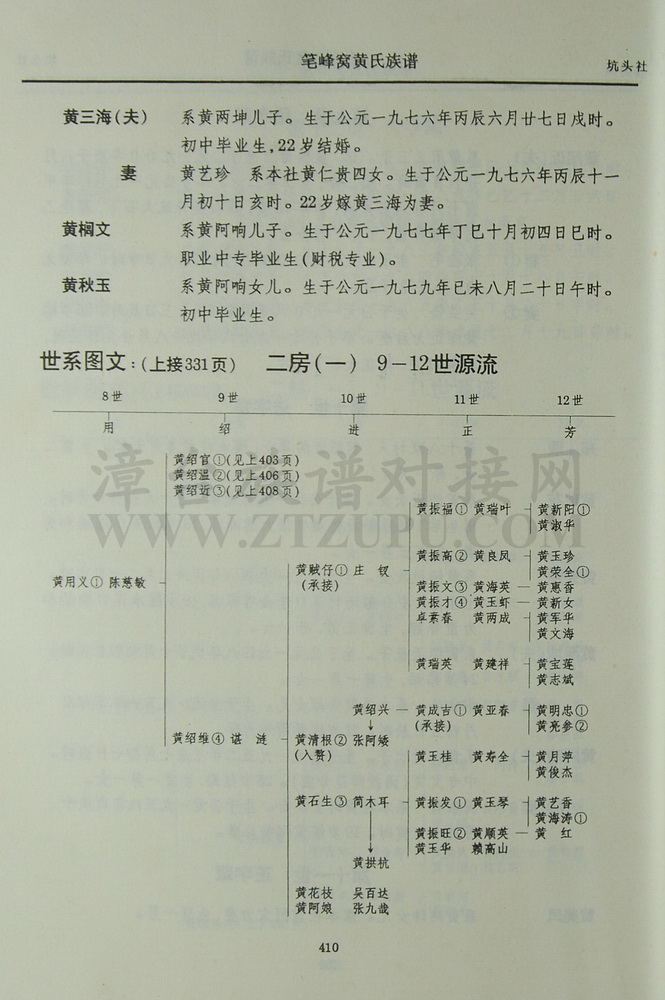 笔峰窝黄氏族谱
坑头社
黄三海(夫) 系黄两坤儿子。生于公元一九七六年丙辰六月廿七日戌时。
初中毕业生,22岁结婚。
妻 黄艺珍 系本社黄仁贵四女。生于公元一九七六年丙辰十一
月初十日亥时。22岁嫁黄三海为妻。
黄榈文 系黄阿响儿子。生于公元一九七七年丁巳十月初四日巳时。
职业中专毕业生(财税专业)。
黄秋玉 系黄阿响女儿。生于公元一九七九年已未八月二十日午时。
初中毕业生。
世系图文:(上接331页) 二房(一) 9-12世源流
8世 9世 10世 11世 12世
用 绍 进 正 芳
黄绍官①(见上403页)
黄绍温②(见上406页)
黄绍近③(见上408页)
黄振福① 黄瑞叶 黄新阳①
黄淑华
黄振高② 黄良凤 黄玉珍
黄用义① 陈慈敏 黄贼仔①庄 钗 黄荣全①
(承接) 黄振文③ 黄海英 黄惠香
黄振才④ 黄玉虾 黄新女
卓素春 黄两成 黄军华
黄文海
黄瑞英 黄建祥 黄宝莲
黄志斌
黄绍兴 黄成吉① 黄亚春 黄明忠①
↓ (承接) 黄亮参②
黄绍维④ 谌 涟 黄清根② 张阿矮
(入赘) 黄玉桂 黄寿全 黄月萍
黄俊杰
黄石生③ 简木耳 黄振发① 黄玉琴 黄艺香
黄海涛①
↓ 黄振旺② 黄顺英 黄 红
黄玉华 赖高山
黄拱杭
黄花枝 吴百达
黄阿娘 张九哉
410
漳台族谱对接网
WWW.ZTZUPU.COM